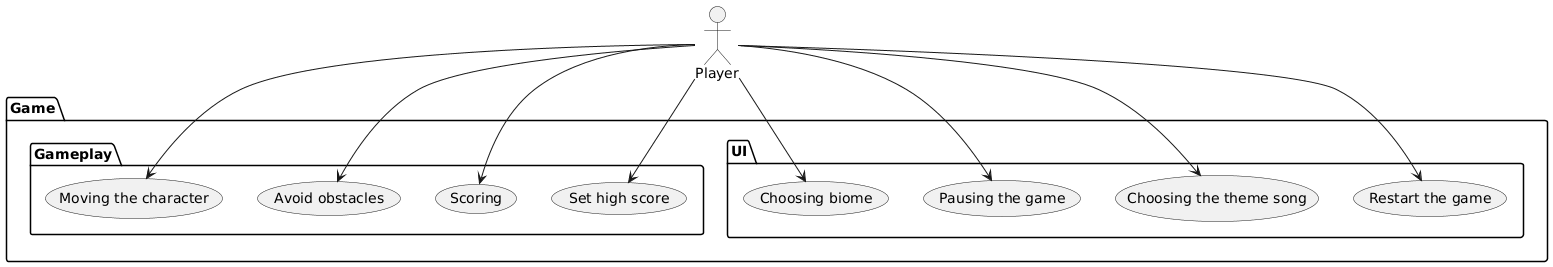 Player
Game
Gameplay
UI
Moving the character
Avoid obstacles
Scoring
Set high score
Choosing biome
Pausing the game
Choosing the theme song
Restart the game